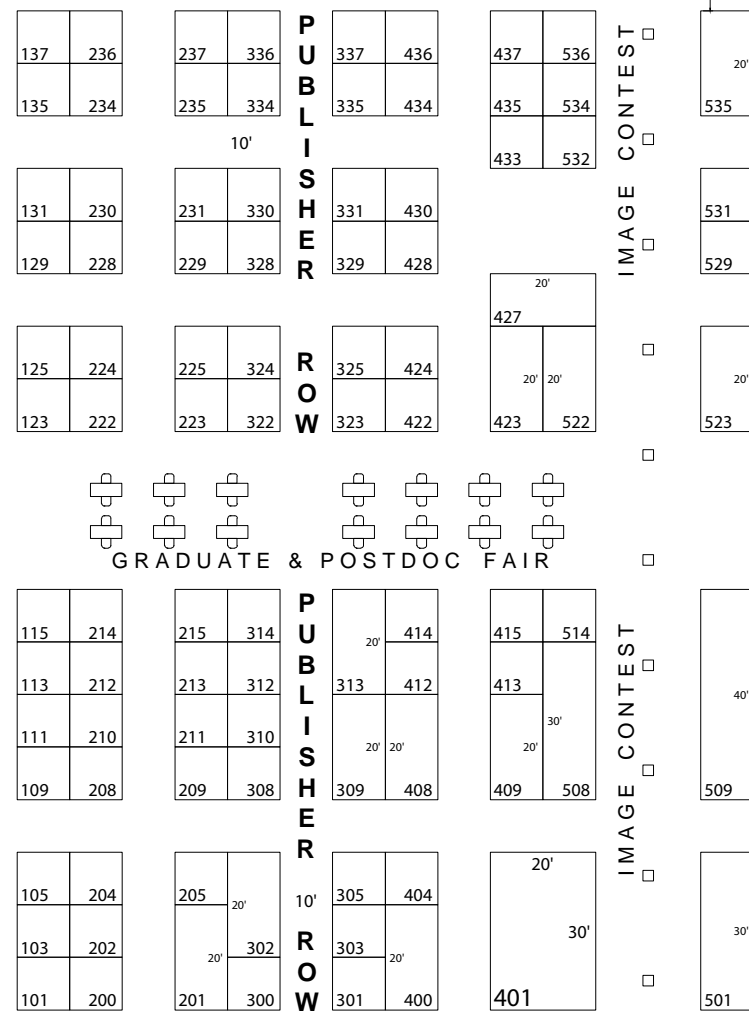 137 236 237 336 337 436 437 536
20'
135 234 235 334 335 434 435 534 535
10'
433 532
131 230 231 330 331 430 531
129 228 229 328 329 428 529
20'
427
125 224 225 324 325 424
20' 20' 20'
123 222 223 322 323 422 423 522 523
PUBLISHER ROW
IMAGE CONTEST
GRADUATE & POSTDOC FAIR
115 214 215 314 20' 414 415 514
113 212 213 312 313 412 413
40'
30'
111 210 211 310 20' 20' 20'
109 208 209 308 309 408 409 508 509
PUBLISHER ROW
IMAGE CONTEST
20'
105 204 205 20' 10' 305 404
30' 30'
103 202 20' 302 303 20'
101 200 201 300 301 400 401 501